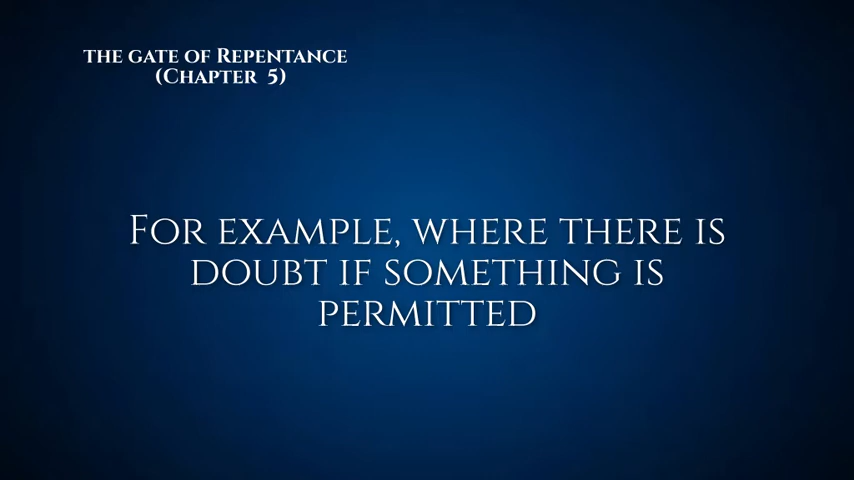 the gate of Repentance
(Chapter 5)
For example, where there is
doubt if something is
permitted